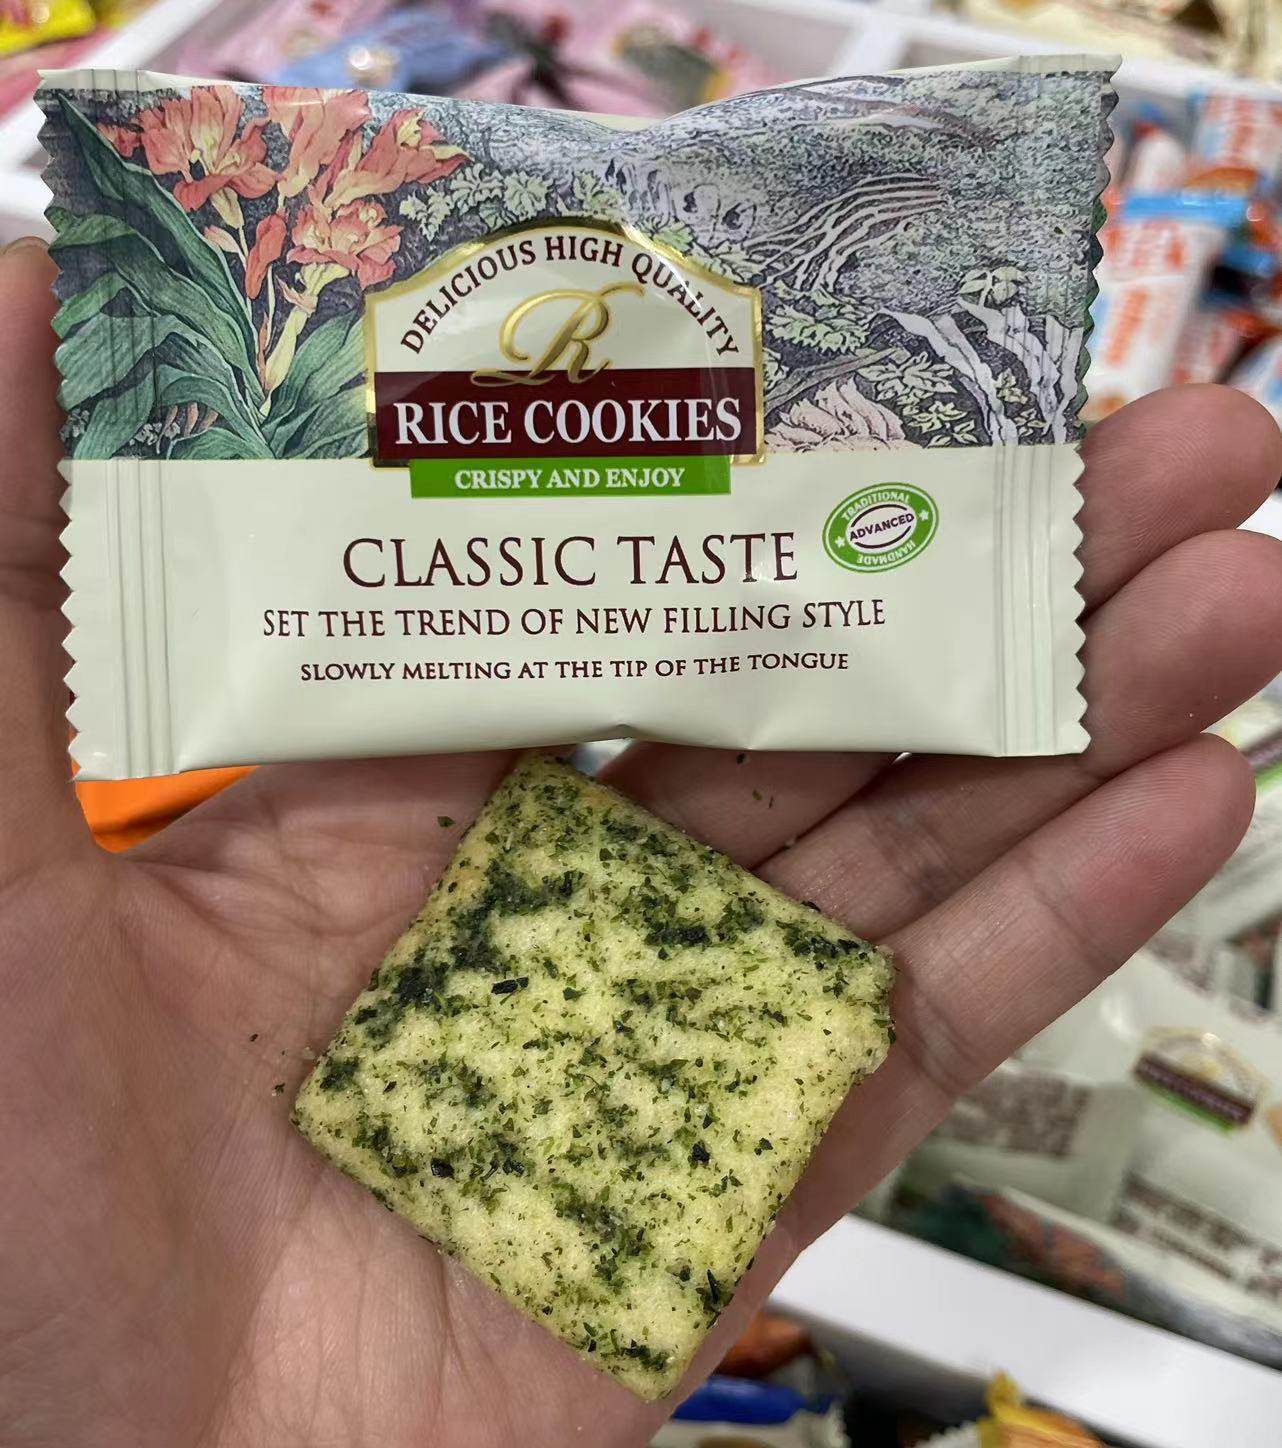 DELICIOUS HIGH QUALITY
R
RICE COOKIES
CRISPY AND ENJOY
TRADITIONAL
ADVANCED
HANDMADE
CLASSIC TASTE
SET THE TREND OF NEW FILLING STYLE
SLOWLY MELTING AT THE TIP OF THE TONGUE